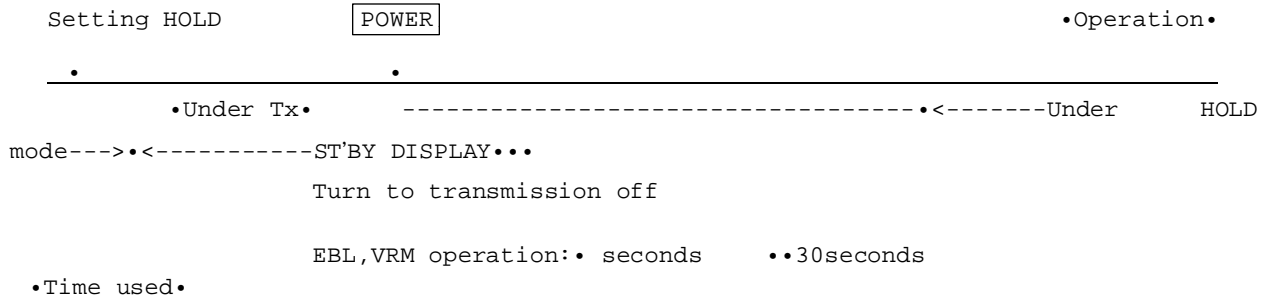 Setting HOLD POWER •Operation•
• •
•Under Tx• -----------------------------------•<-------Under HOLD
mode--->•<-----------ST’BY DISPLAY•••
Turn to transmission off
EBL,VRM operation:• seconds ••30seconds
•Time used•